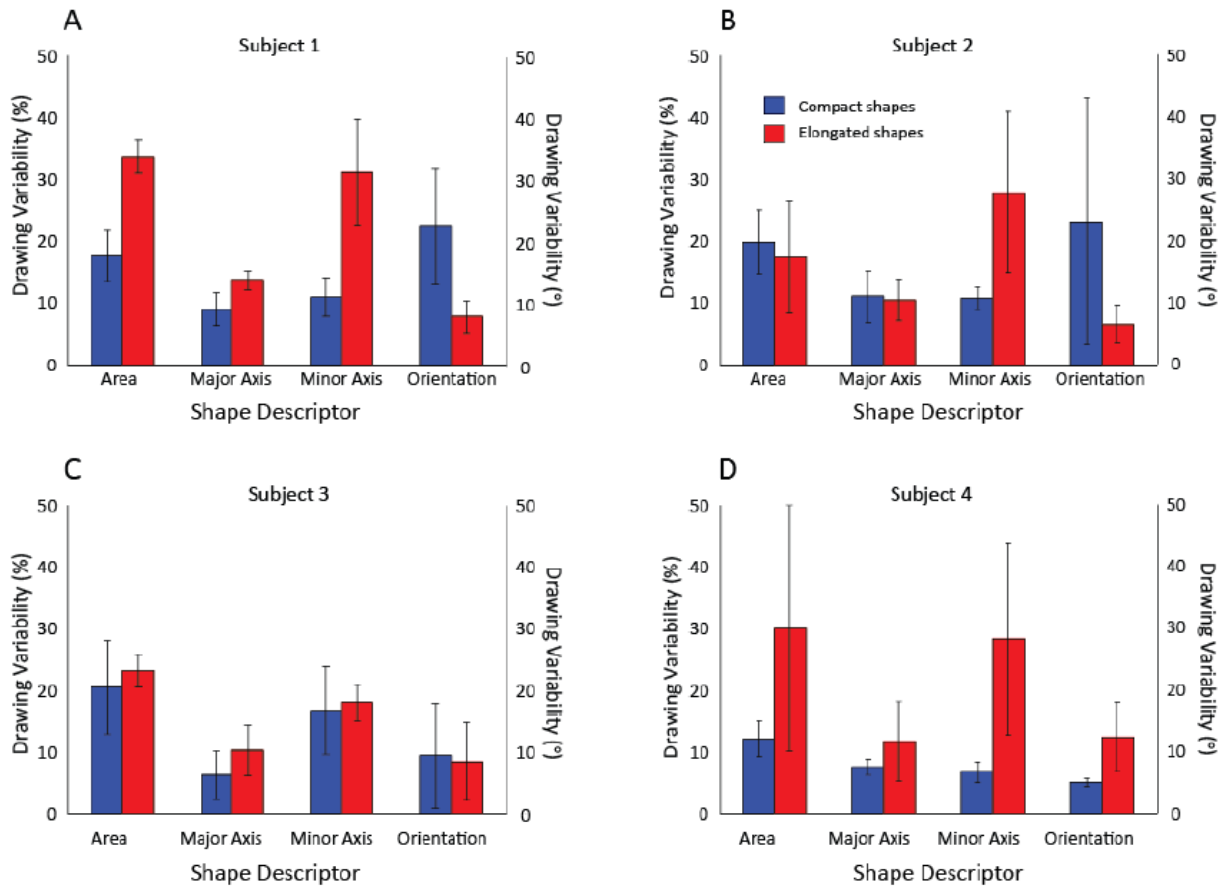 A
Subject 1
Drawing Variability (%)
50
40
30
20
10
0
50
40
30
20
10
0
Drawing Variability (°)
Area Major Axis Minor Axis Orientation
Shape Descriptor
B
Subject 2
Drawing Variability (%)
50
40
30
20
10
0
Compact shapes
Elongated shapes
50
40
30
20
10
0
Drawing Variability (°)
Area Major Axis Minor Axis Orientation
Shape Descriptor
C
Subject 3
Drawing Variability (%)
50
40
30
20
10
0
50
40
30
20
10
0
Drawing Variability (°)
Area Major Axis Minor Axis Orientation
Shape Descriptor
D
Subject 4
Drawing Variability (%)
50
40
30
20
10
0
50
40
30
20
10
0
Drawing Variability (°)
Area Major Axis Minor Axis Orientation
Shape Descriptor